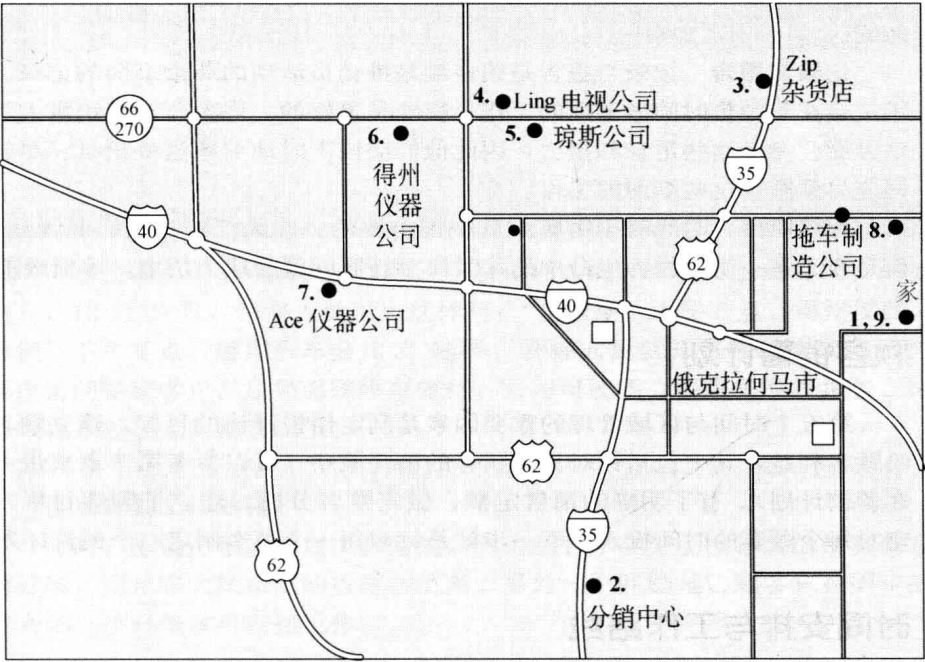 3. Zip
杂货店
66
270
4. Ling 电视公司
5. 琼斯公司
6.
得州
仪器
公司
35
40
62
拖车制
造公司
8.
家
1, 9.
7.
Ace 仪器公司
40
俄克拉何马市
62
35
62
2.
分销中心